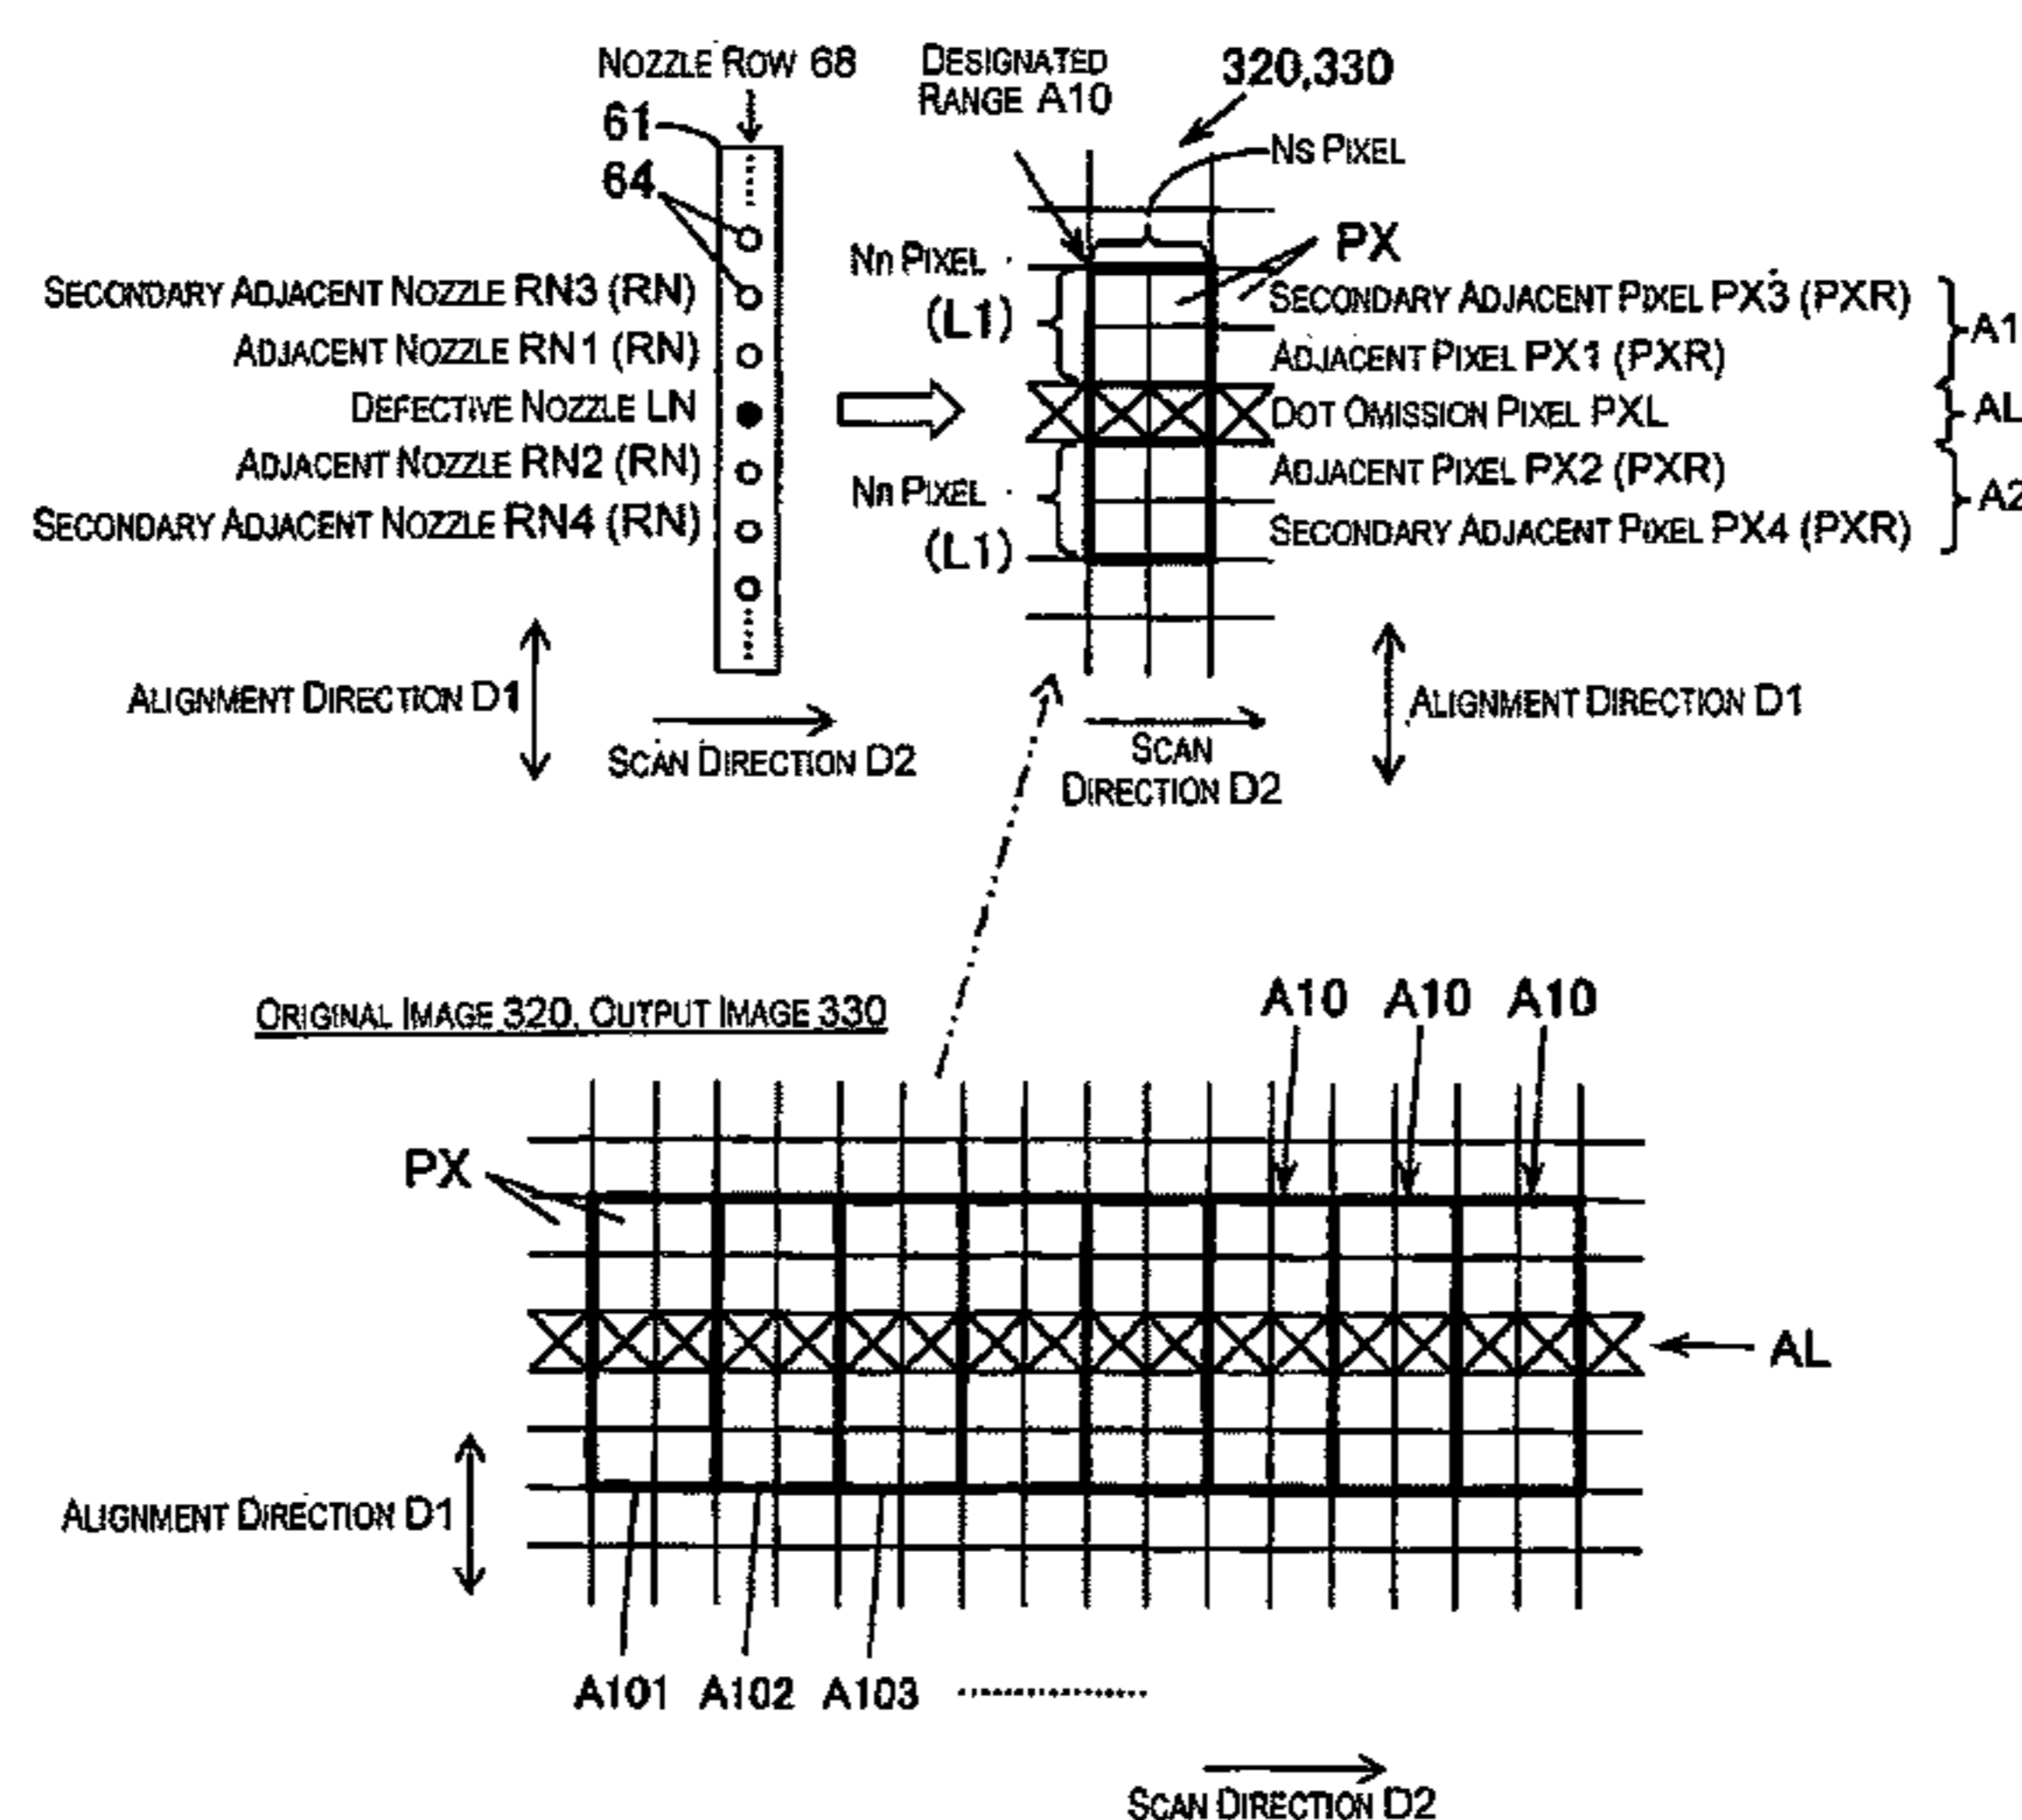 NOZZLE ROW 68
61
64
SECONDARY ADJACENT NOZZLE RN3 (RN)
ADJACENT NOZZLE RN1 (RN)
DEFECTIVE NOZZLE LN
ADJACENT NOZZLE RN2 (RN)
SECONDARY ADJACENT NOZZLE RN4 (RN)
ALIGNMENT DIRECTION D1
SCAN DIRECTION D2
DESIGNATED
RANGE A10
320,330
Ns PIXEL
PX
Nn PIXEL
(L1)
Nn PIXEL
(L1)
SECONDARY ADJACENT PIXEL PX3 (PXR)
ADJACENT PIXEL PX1 (PXR)
DOT OMISSION PIXEL PXL
ADJACENT PIXEL PX2 (PXR)
SECONDARY ADJACENT PIXEL PX4 (PXR)
A1
AL
A2
SCAN
DIRECTION D2
ALIGNMENT DIRECTION D1
ORIGINAL IMAGE 320, OUTPUT IMAGE 330
A10 A10 A10
PX
AL
ALIGNMENT DIRECTION D1
A101 A102 A103
SCAN DIRECTION D2